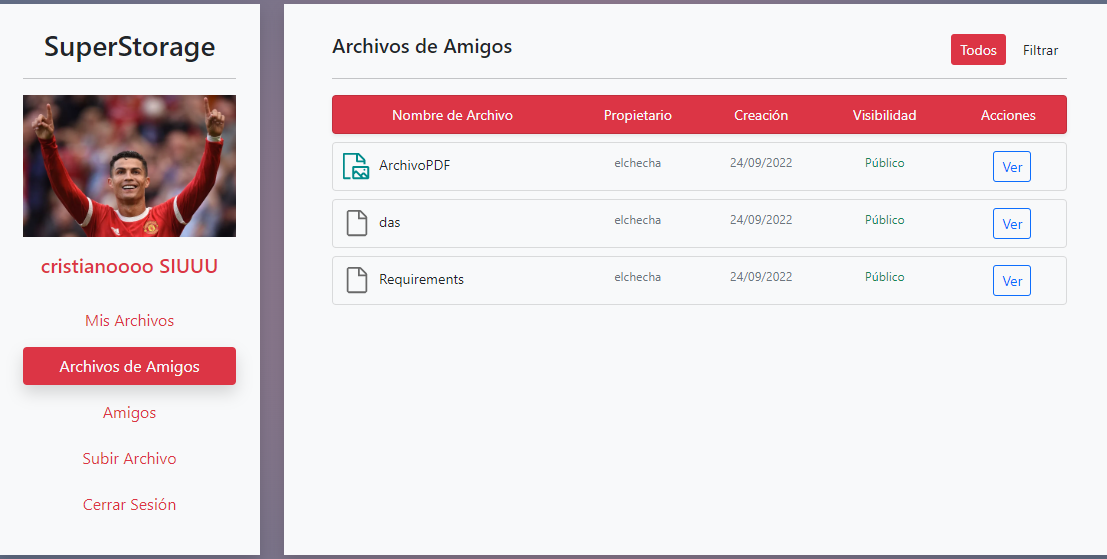 SuperStorage
cristianoooo SIUUU
Mis Archivos
Archivos de Amigos
Amigos
Subir Archivo
Cerrar Sesión
Archivos de Amigos
Todos Filtrar
Nombre de Archivo Propietario Creación Visibilidad Acciones
ArchivoPDF elchecha 24/09/2022 Público Ver
das elchecha 24/09/2022 Público Ver
Requirements elchecha 24/09/2022 Público Ver